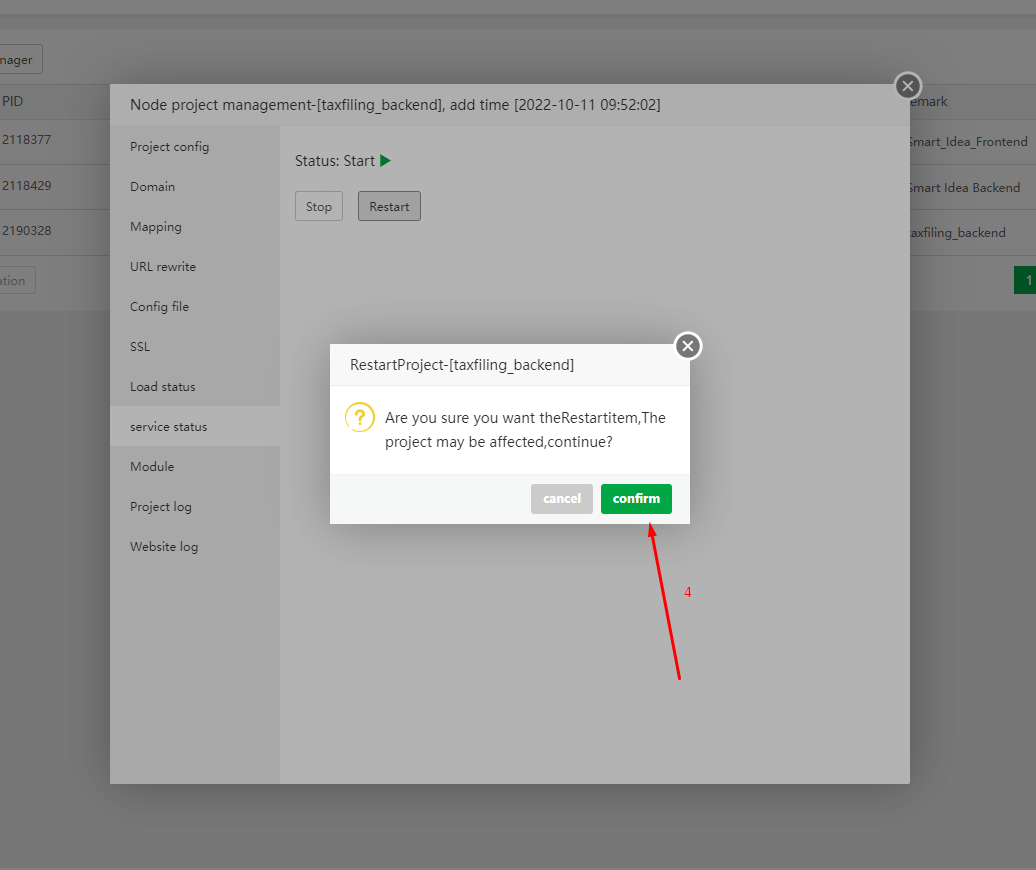 nager
Node project management-[taxfiling_backend], add time [2022-10-11 09:52:02]
PID
emark
2118377
Smart_Idea_Frontend
2118429
Smart Idea Backend
2190328
taxfiling_backend
ation
1
Project config
Domain
Mapping
URL rewrite
Config file
SSL
Load status
service status
Module
Project log
Website log
Status: Start
Stop
Restart
RestartProject-[taxfiling_backend]
?
Are you sure you want theRestartitem,The
project may be affected,continue?
cancel
confirm
4